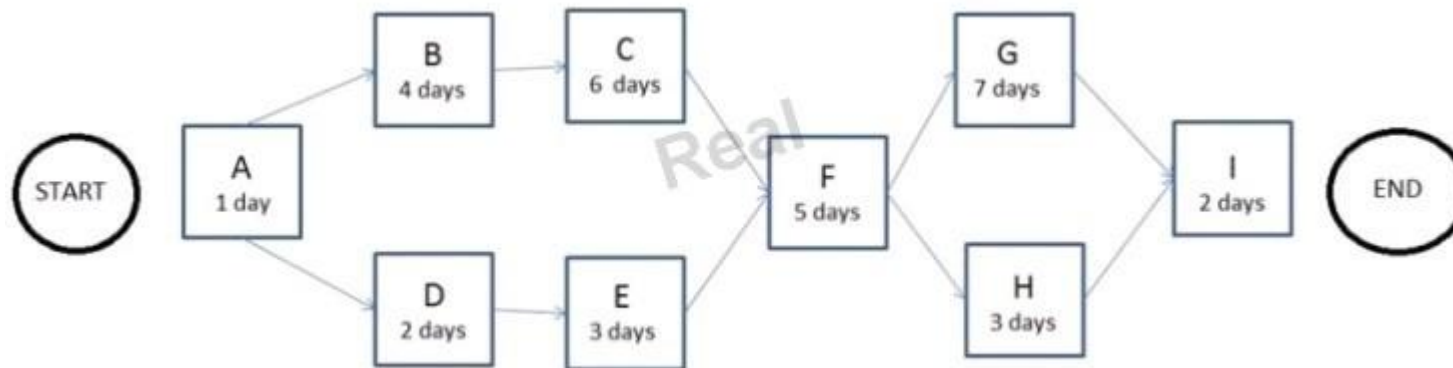 START
A
1 day
B
4 days
C
6 days
D
2 days
E
3 days
Real
F
5 days
G
7 days
H
3 days
I
2 days
END